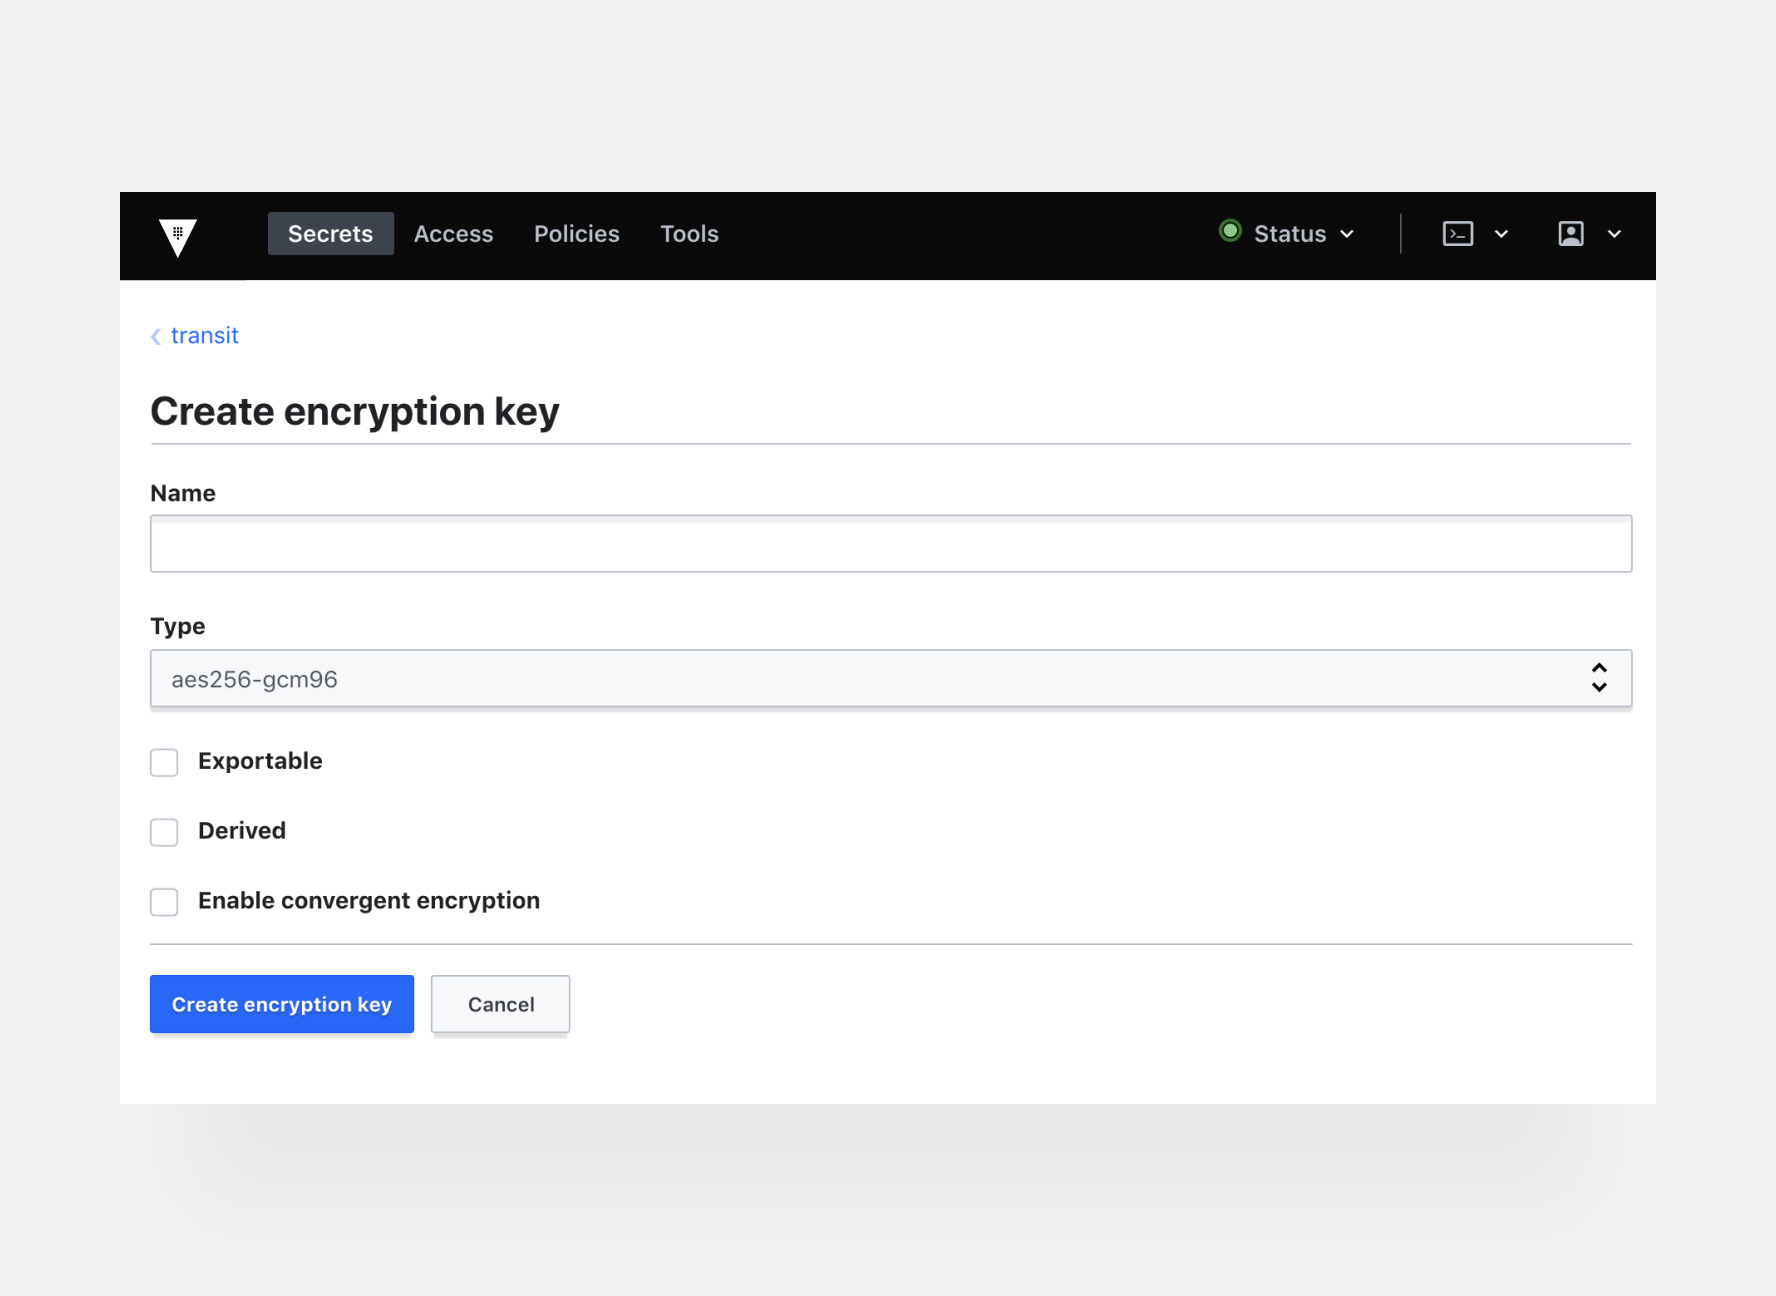 Secrets Access Policies Tools Status
transit
Create encryption key
Name
Type
aes256-gcm96
Exportable
Derived
Enable convergent encryption
Create encryption key Cancel